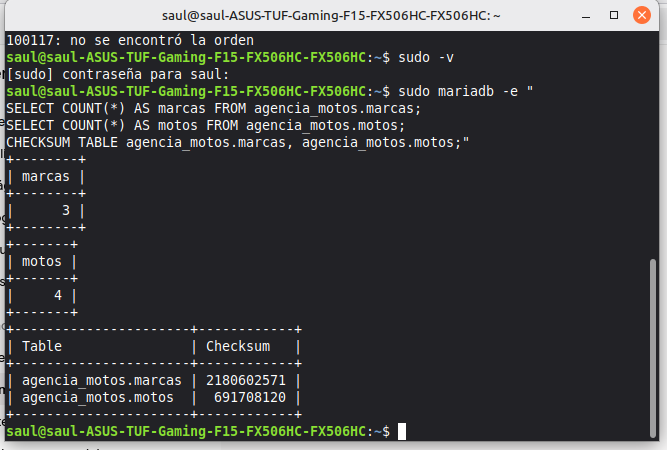 saul@saul-ASUS-TUF-Gaming-F15-FX506HC-FX506HC: ~
100117: no se encontró la orden
saul@saul-ASUS-TUF-Gaming-F15-FX506HC-FX506HC:~$ sudo -v
[sudo] contraseña para saul:
saul@saul-ASUS-TUF-Gaming-F15-FX506HC-FX506HC:~$ sudo mariadb -e "
SELECT COUNT(*) AS marcas FROM agencia_motos.marcas;
SELECT COUNT(*) AS motos FROM agencia_motos.motos;
CHECKSUM TABLE agencia_motos.marcas, agencia_motos.motos;"
+--------+
| marcas |
+--------+
|      3 |
+--------+
+-------+
| motos |
+-------+
|     4 |
+-------+
+----------------------+------------+
| Table                | Checksum   |
+----------------------+------------+
| agencia_motos.marcas | 2180602571 |
| agencia_motos.motos  |  691708120 |
+----------------------+------------+
saul@saul-ASUS-TUF-Gaming-F15-FX506HC-FX506HC:~$